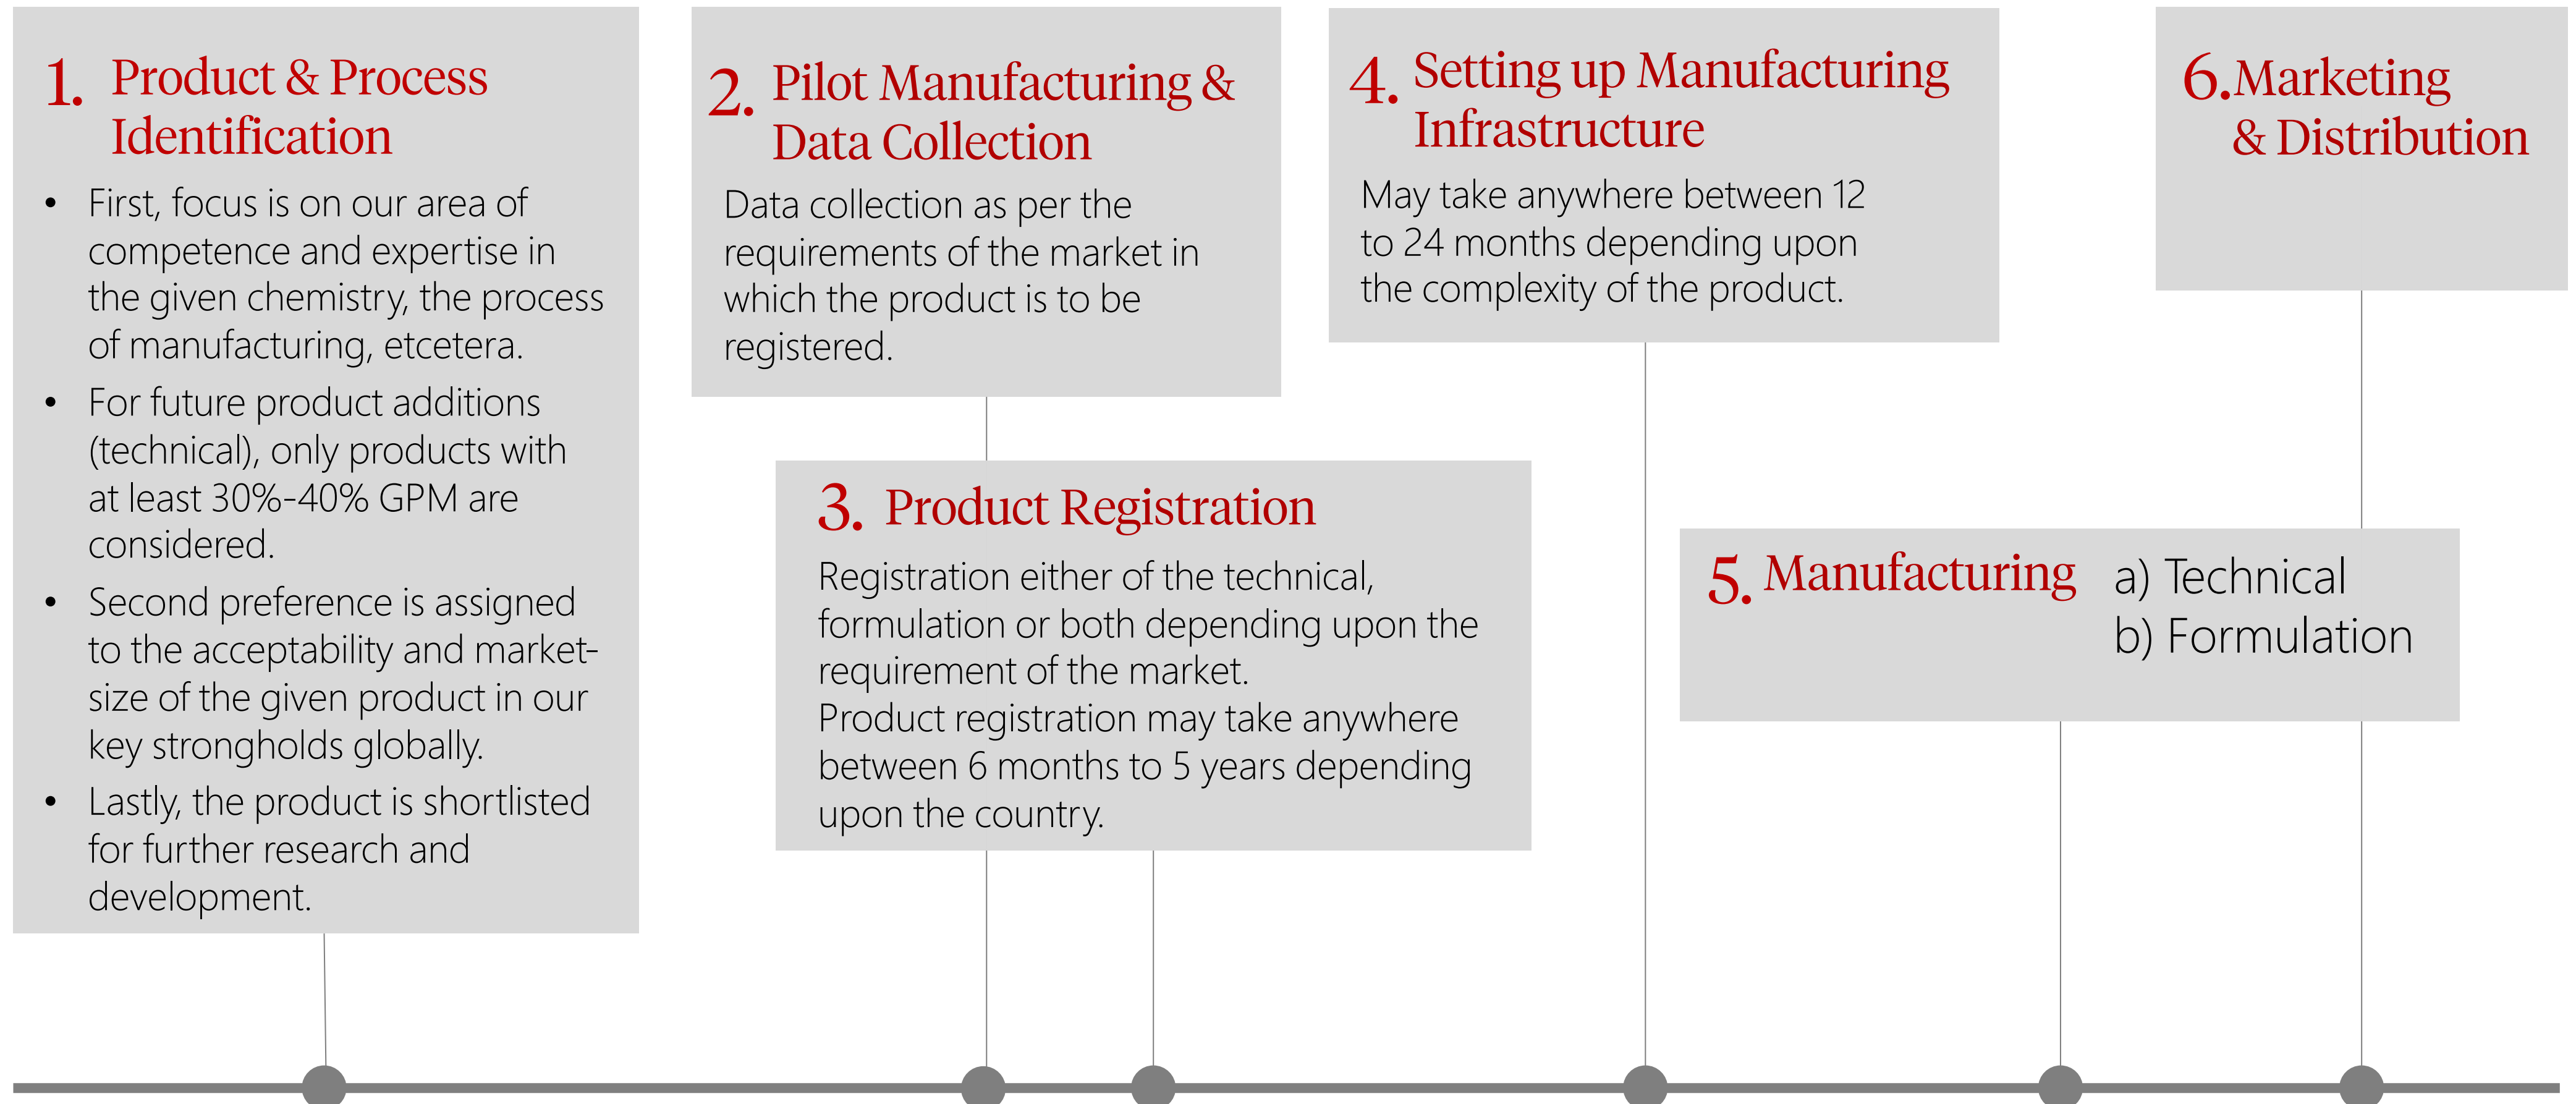 1. Product & Process
Identification
• First, focus is on our area of
competence and expertise in
the given chemistry, the process
of manufacturing, etcetera.
• For future product additions
(technical), only products with
at least 30%-40% GPM are
considered.
• Second preference is assigned
to the acceptability and market-
size of the given product in our
key strongholds globally.
• Lastly, the product is shortlisted
for further research and
development.
2. Pilot Manufacturing &
Data Collection
Data collection as per the
requirements of the market in
which the product is to be
registered.
3. Product Registration
Registration either of the technical,
formulation or both depending upon the
requirement of the market.
Product registration may take anywhere
between 6 months to 5 years depending
upon the country.
4. Setting up Manufacturing
Infrastructure
May take anywhere between 12
to 24 months depending upon
the complexity of the product.
5. Manufacturing a) Technical
b) Formulation
6. Marketing
& Distribution